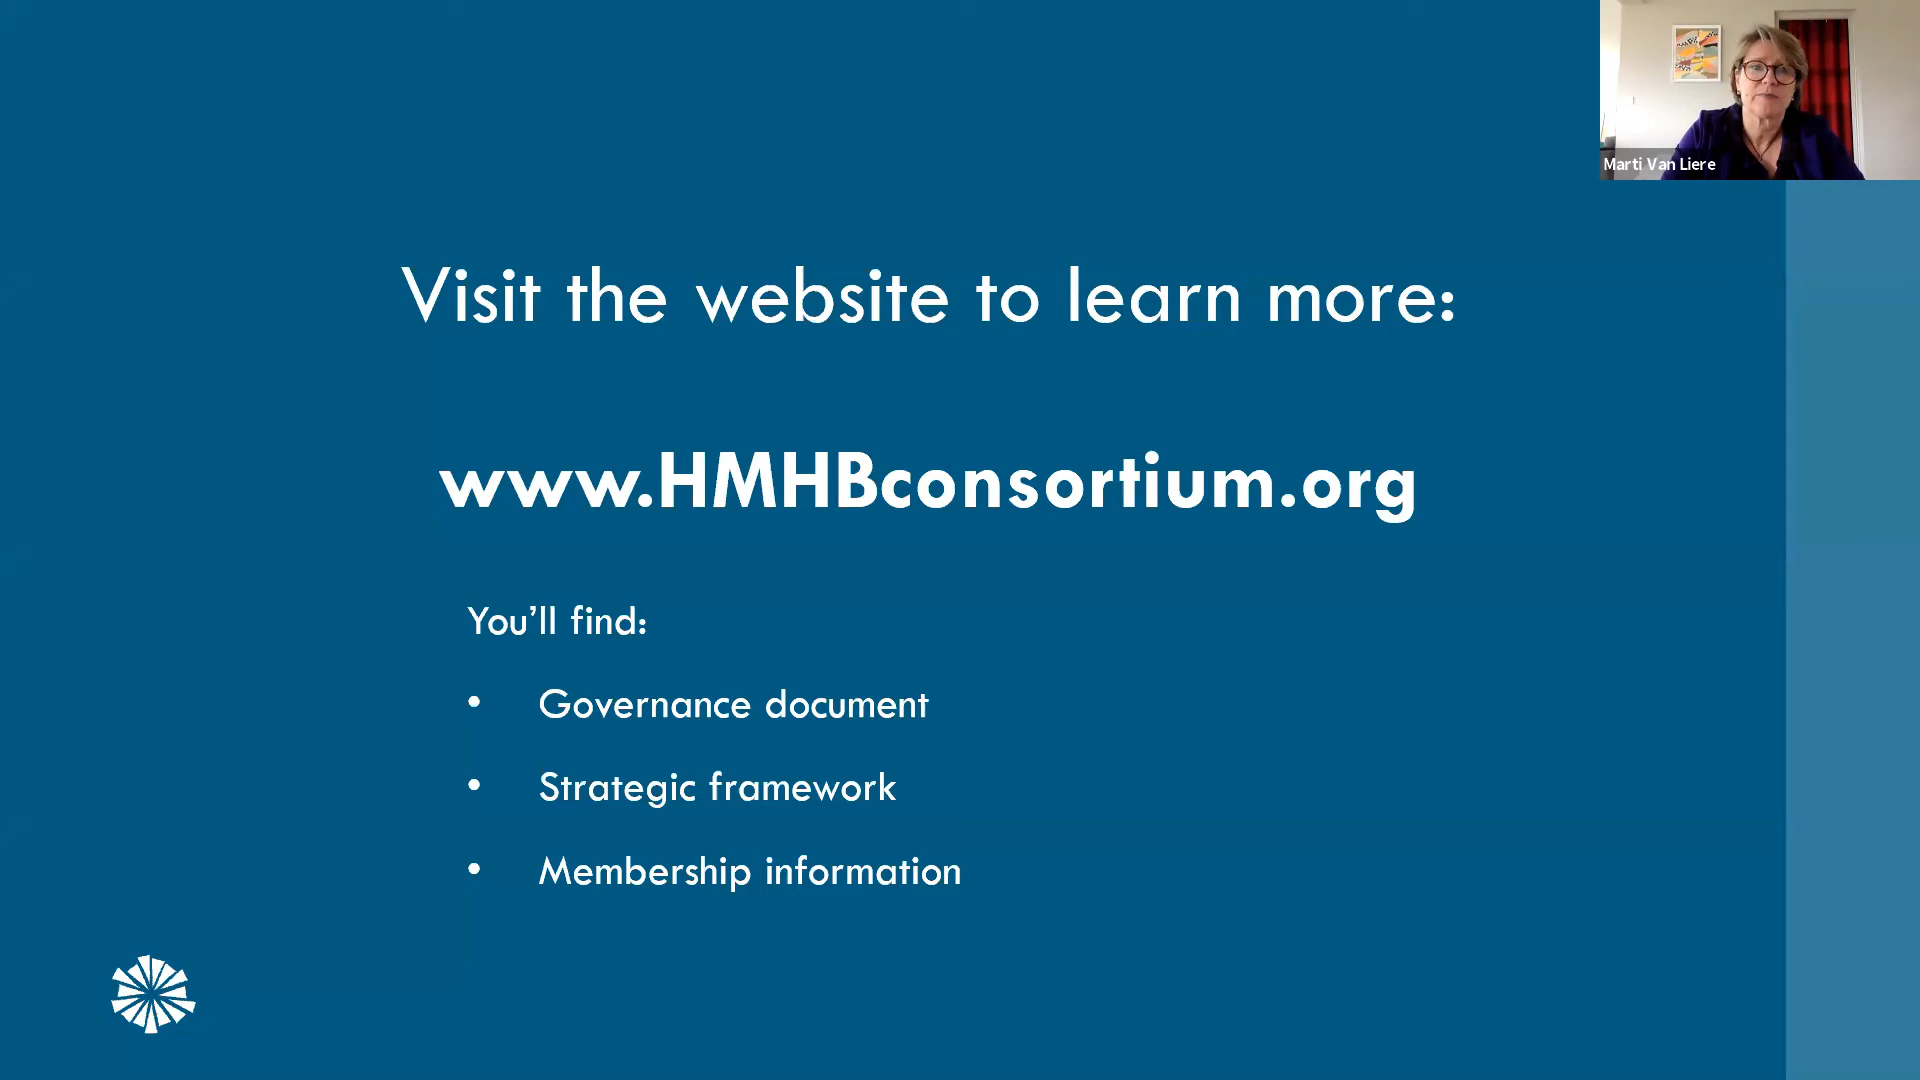 Marti Van Liere
Visit the website to learn more:
www.HMHBconsortium.org
You’ll find:
• Governance document
• Strategic framework
• Membership information